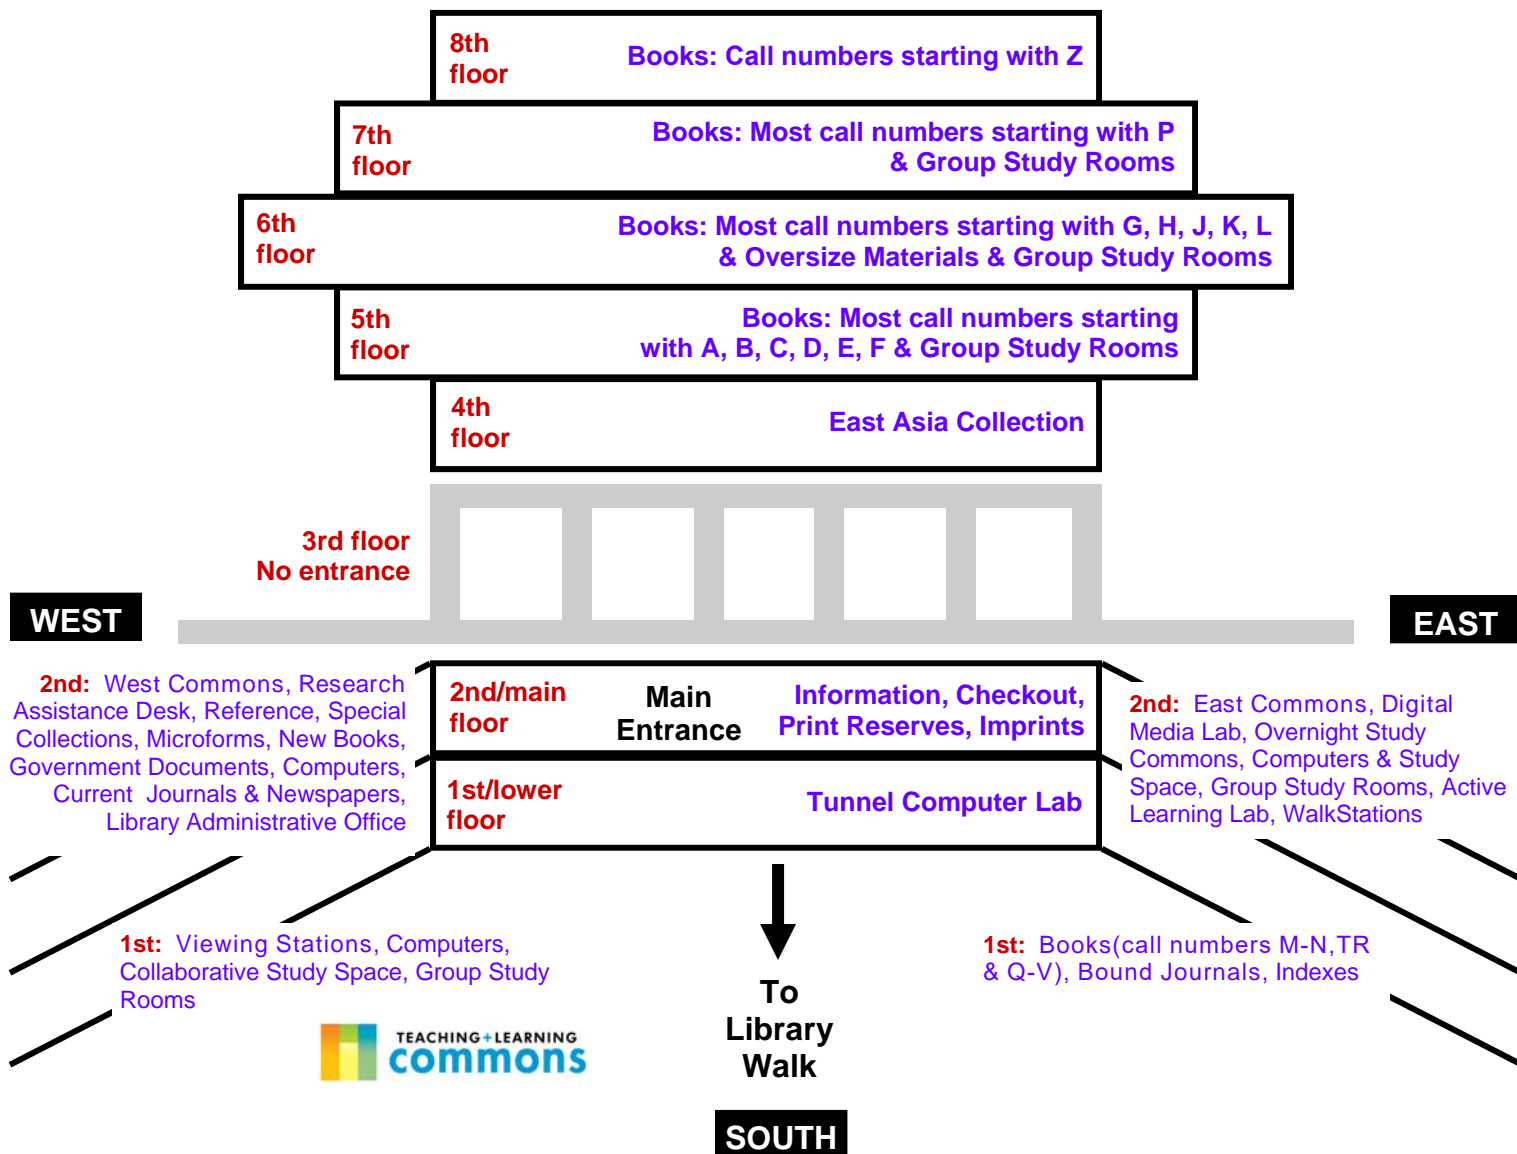 8th
floor
Books: Call numbers starting with Z
7th
floor
Books: Most call numbers starting with P
& Group Study Rooms
6th
floor
Books: Most call numbers starting with G, H, J, K, L
& Oversize Materials & Group Study Rooms
5th
floor
Books: Most call numbers starting
with A, B, C, D, E, F & Group Study Rooms
4th
floor
East Asia Collection
3rd floor
No entrance
WEST
EAST
2nd: West Commons, Research
Assistance Desk, Reference, Special
Collections, Microforms, New Books,
Government Documents, Computers,
Current Journals & Newspapers,
Library Administrative Office
2nd/main
floor
Main
Entrance
Information, Checkout,
Print Reserves, Imprints
2nd: East Commons, Digital
Media Lab, Overnight Study
Commons, Computers & Study
Space, Group Study Rooms, Active
Learning Lab, WalkStations
1st/lower
floor
Tunnel Computer Lab
1st: Viewing Stations, Computers,
Collaborative Study Space, Group Study
Rooms
1st: Books(call numbers M-N,TR
& Q-V), Bound Journals, Indexes
To
Library
Walk
TEACHING+LEARNING
commons
SOUTH